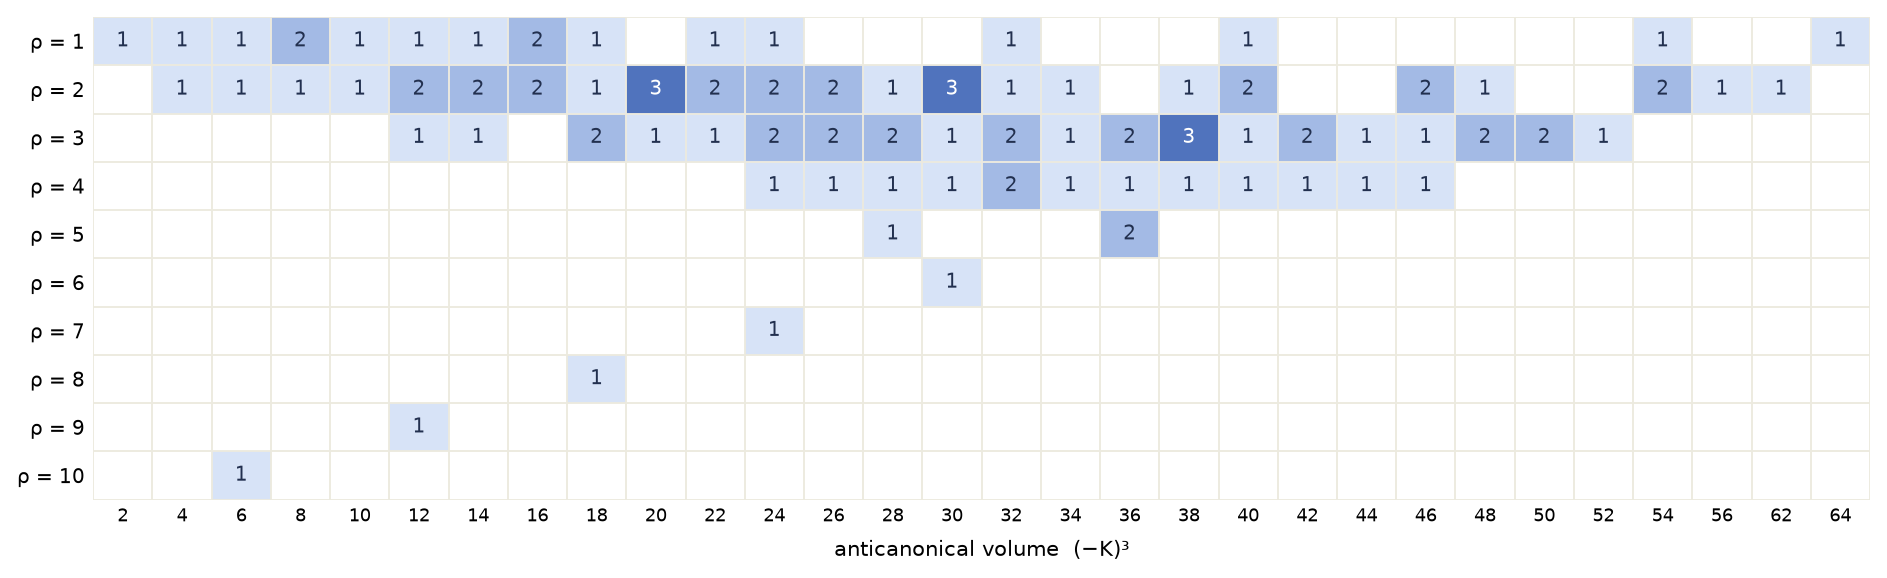 ρ = 1 1 1 1 2 1 1 1 2 1 1 1 1 1 1 1
ρ = 2 1 1 1 1 2 2 2 1 3 2 2 2 1 3 1 1 1 2 2 1 2 1 1
ρ = 3 1 1 2 1 1 2 2 2 1 2 1 2 3 1 2 1 1 2 2 1
ρ = 4 1 1 1 1 2 1 1 1 1 1 1 1
ρ = 5 1 2
ρ = 6 1
ρ = 7 1
ρ = 8 1
ρ = 9 1
ρ = 10 1
2 4 6 8 10 12 14 16 18 20 22 24 26 28 30 32 34 36 38 40 42 44 46 48 50 52 54 56 62 64
anticanonical volume (−K)³